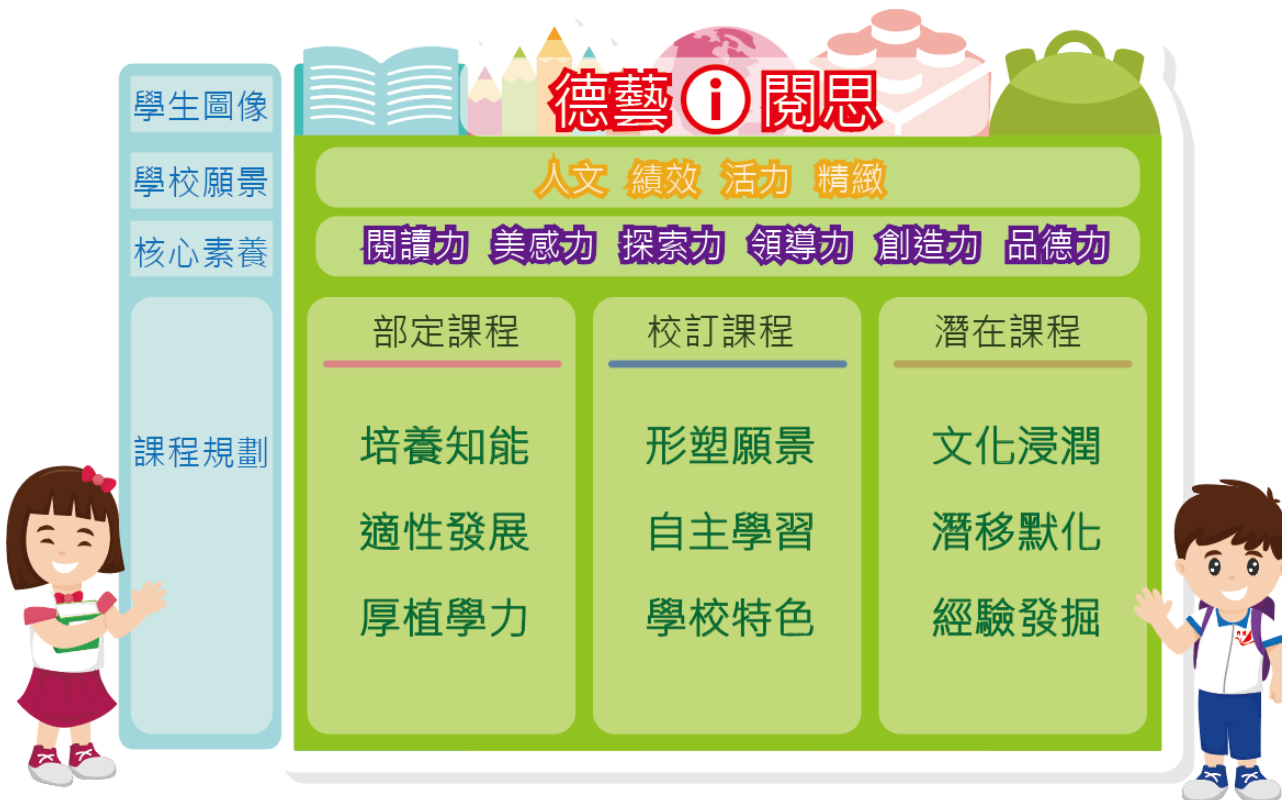 學生圖像
德藝 i 閱思
學校願景
人文 績效 活力 精緻
核心素養
閱讀力 美感力 探索力 領導力 創造力 品德力
課程規劃
部定課程
培養知能
適性發展
厚植學力
校訂課程
形塑願景
自主學習
學校特色
潛在課程
文化浸潤
潛移默化
經驗發掘